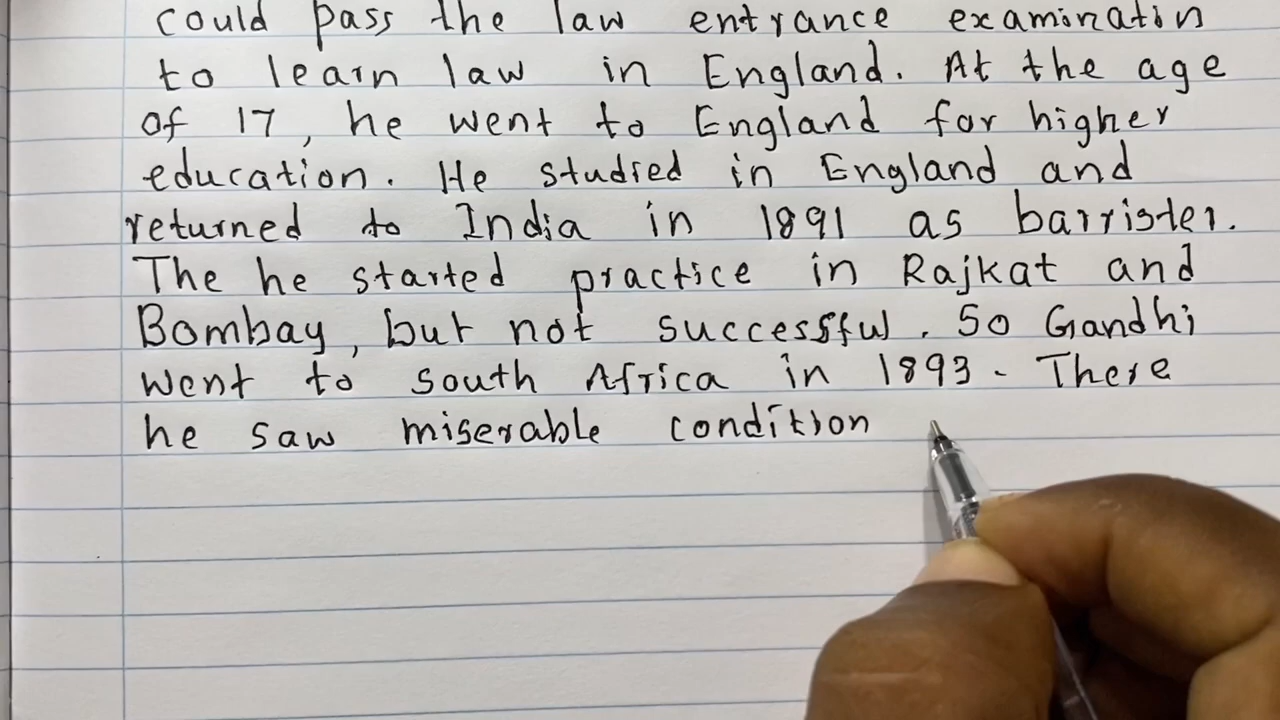 could pass the law entrance examination
to learn law in England. At the age
of 17, he went to England for higher
education. He studied in England and
returned to India in 1891 as barrister.
The he started practice in Rajkat and
Bombay, but not successful. So Gandhi
went to south Africa in 1893. There
he saw miserable condition